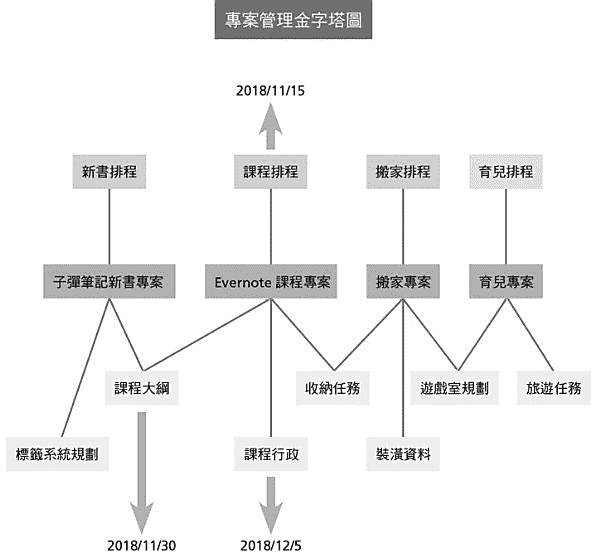 專案管理金字塔圖
2018/11/15
新書排程
課程排程
搬家排程
育兒排程
子彈筆記新書專案
Evernote 課程專案
搬家專案
育兒專案
課程大綱
收納任務
遊戲室規劃
旅遊任務
標籤系統規劃
課程行政
裝潢資料
2018/11/30
2018/12/5